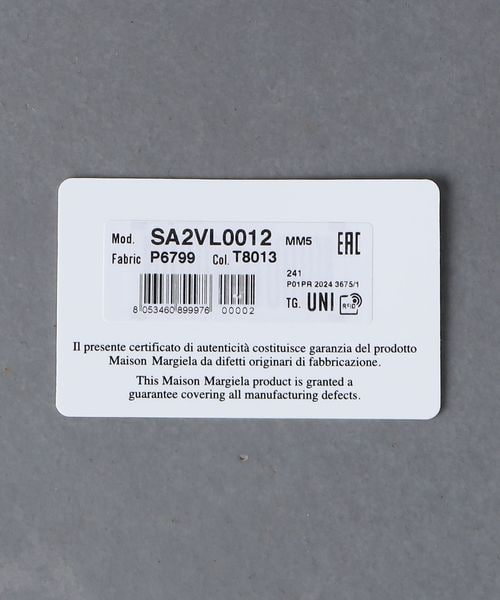 Mod. SA2VL0012 MM5 EAC
Fabric P6799 Col. T8013
241
P01PR 2024 3675/1
TG. UNI RFID
8 053460 899976 00002
Il presente certificato di autenticità costituisce garanzia del prodotto
Maison Margiela da difetti originari di fabbricazione.
This Maison Margiela product is granted a
guarantee covering all manufacturing defects.